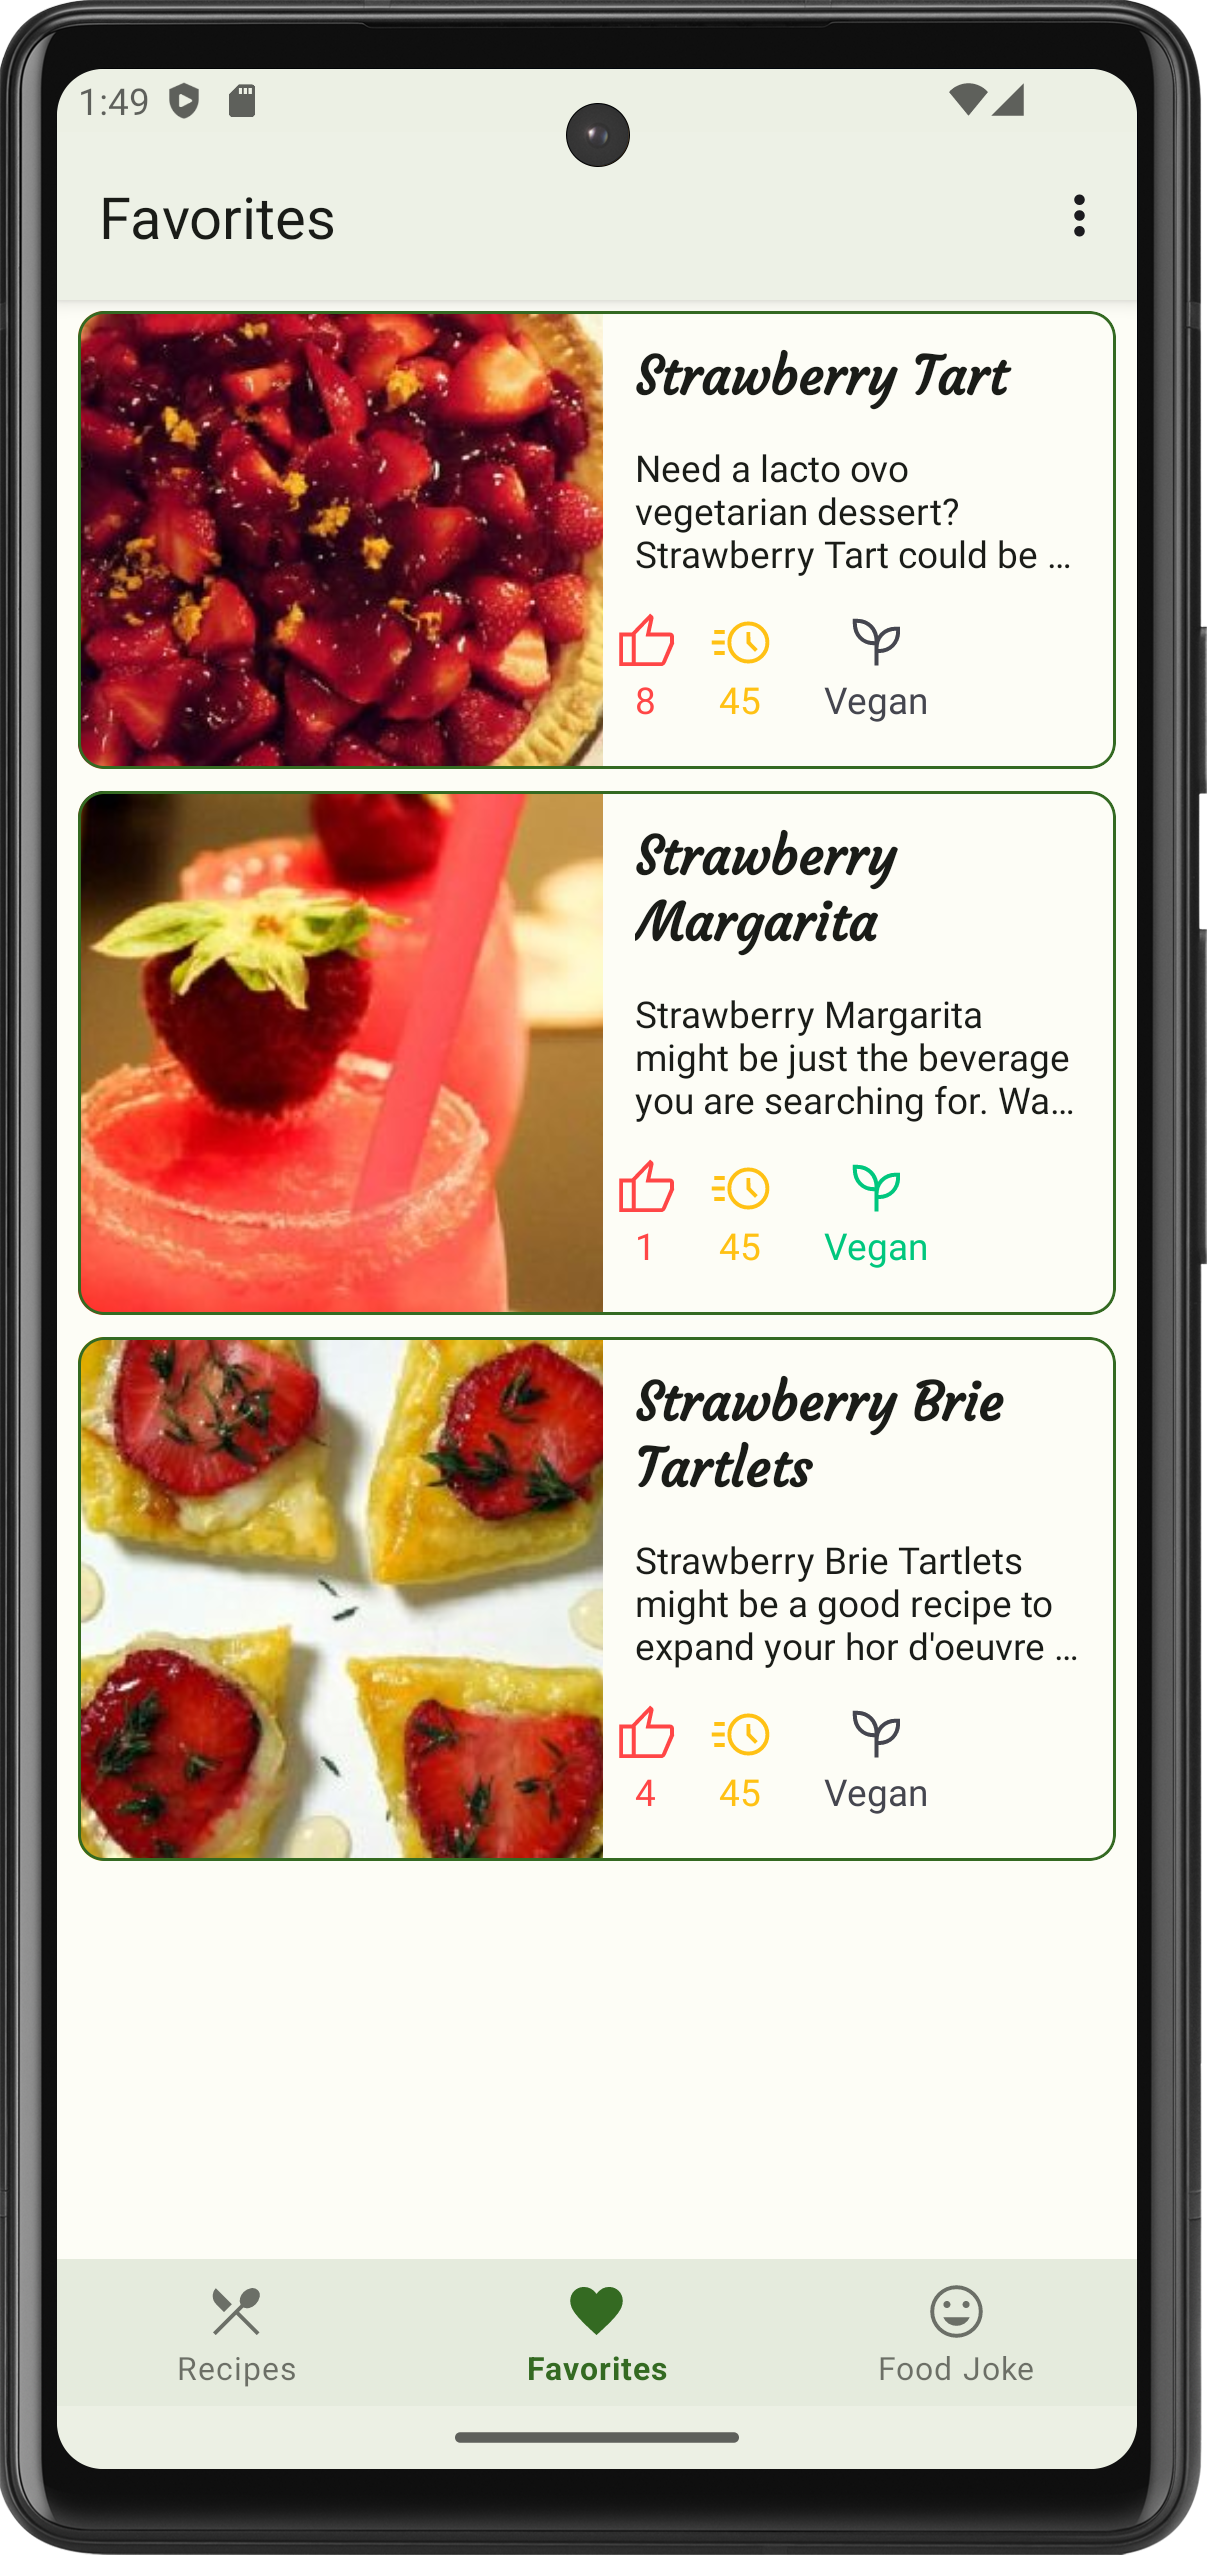 1:49
Favorites
Strawberry Tart
Need a lacto ovo
vegetarian dessert?
Strawberry Tart could be ...
8
45
Vegan
Strawberry
Margarita
Strawberry Margarita
might be just the beverage
you are searching for. Wa...
1
45
Vegan
Strawberry Brie
Tartlets
Strawberry Brie Tartlets
might be a good recipe to
expand your hor d'oeuvre ...
4
45
Vegan
Recipes
Favorites
Food Joke